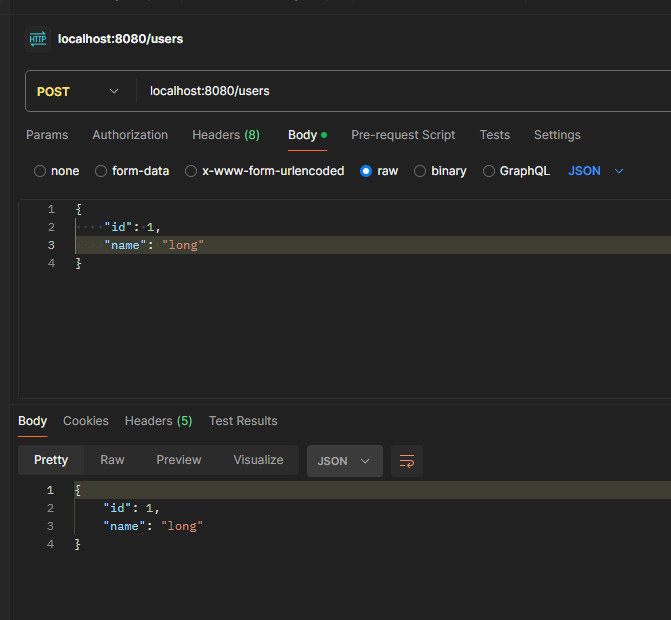 HTTP localhost:8080/users
POST localhost:8080/users
Params Authorization Headers (8) Body Pre-request Script Tests Settings
none form-data x-www-form-urlencoded raw binary GraphQL JSON
1 {
2 "id": 1,
3 "name": "long"
4 }
Body Cookies Headers (5) Test Results
Pretty Raw Preview Visualize JSON
1 {
2 "id": 1,
3 "name": "long"
4 }